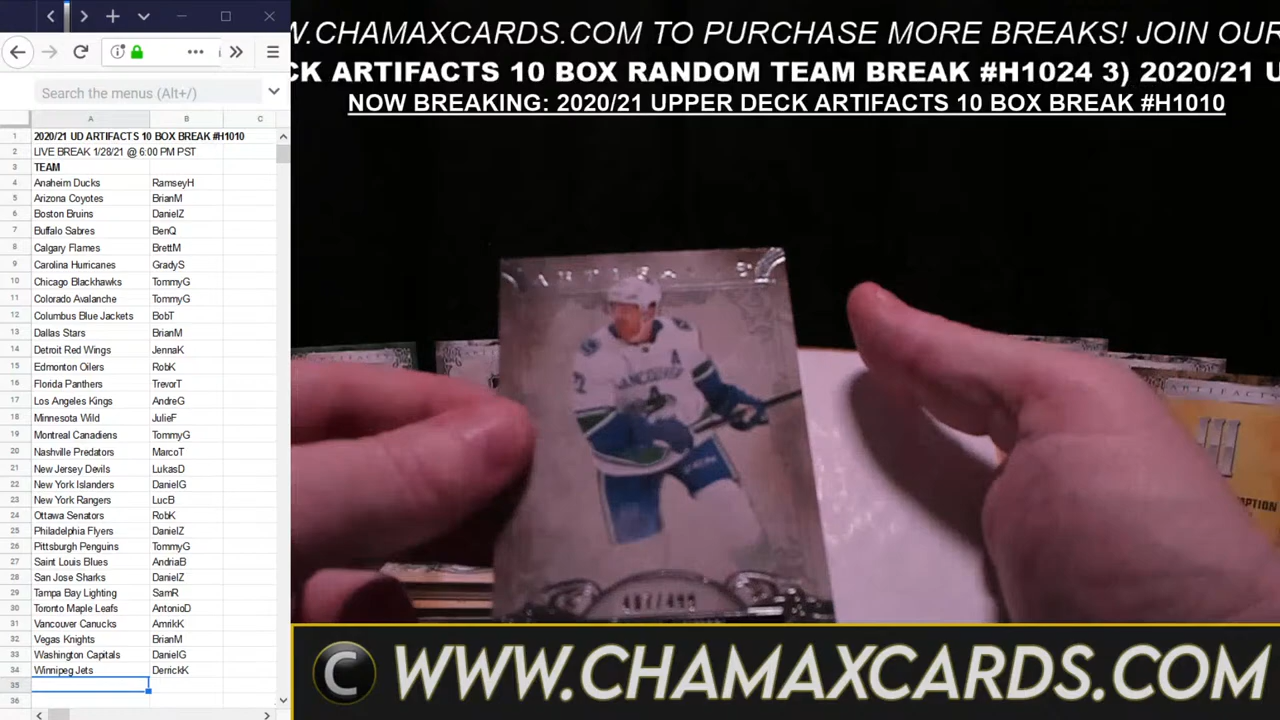 W.CHAMAXCARDS.COM TO PURCHASE MORE BREAKS! JOIN OUR
CK ARTIFACTS 10 BOX RANDOM TEAM BREAK #H1024 3) 2020/21 U
NOW BREAKING: 2020/21 UPPER DECK ARTIFACTS 10 BOX BREAK #H1010
Search the menus (Alt+/)
A B C
1 2020/21 UD ARTIFACTS 10 BOX BREAK #H1010
2 LIVE BREAK 1/28/21 @ 6:00 PM PST
3 TEAM
4 Anaheim Ducks RamseyH
5 Arizona Coyotes BrianM
6 Boston Bruins DanielZ
7 Buffalo Sabres BenQ
8 Calgary Flames BrettM
9 Carolina Hurricanes GradyS
10 Chicago Blackhawks TommyG
11 Colorado Avalanche TommyG
12 Columbus Blue Jackets BobT
13 Dallas Stars BrianM
14 Detroit Red Wings JennaK
15 Edmonton Oilers RobK
16 Florida Panthers TrevorT
17 Los Angeles Kings AndreG
18 Minnesota Wild JulieF
19 Montreal Canadiens TommyG
20 Nashville Predators MarcoT
21 New Jersey Devils LukasD
22 New York Islanders DanielG
23 New York Rangers LucB
24 Ottawa Senators RobK
25 Philadelphia Flyers DanielZ
26 Pittsburgh Penguins TommyG
27 Saint Louis Blues AndriaB
28 San Jose Sharks DanielZ
29 Tampa Bay Lighting SamR
30 Toronto Maple Leafs AntonioD
31 Vancouver Canucks AmrikK
32 Vegas Knights BrianM
33 Washington Capitals DanielG
34 Winnipeg Jets DerrickK
35
36
VANCOUVER
A
C WWW.CHAMAXCARDS.COM